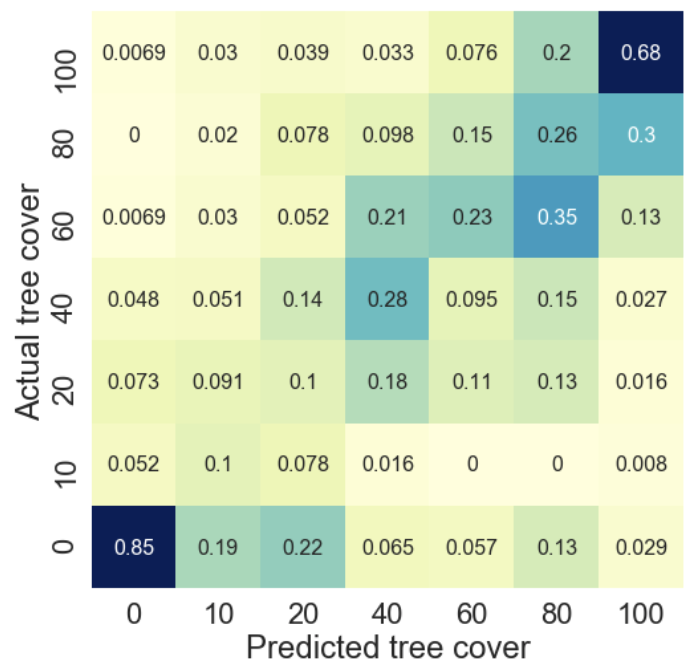 100 0.0069 0.03 0.039 0.033 0.076 0.2 0.68
80 0 0.02 0.078 0.098 0.15 0.26 0.3
60 0.0069 0.03 0.052 0.21 0.23 0.35 0.13
40 0.048 0.051 0.14 0.28 0.095 0.15 0.027
20 0.073 0.091 0.1 0.18 0.11 0.13 0.016
10 0.052 0.1 0.078 0.016 0 0 0.008
0 0.85 0.19 0.22 0.065 0.057 0.13 0.029
0 10 20 40 60 80 100
Predicted tree cover
Actual tree cover